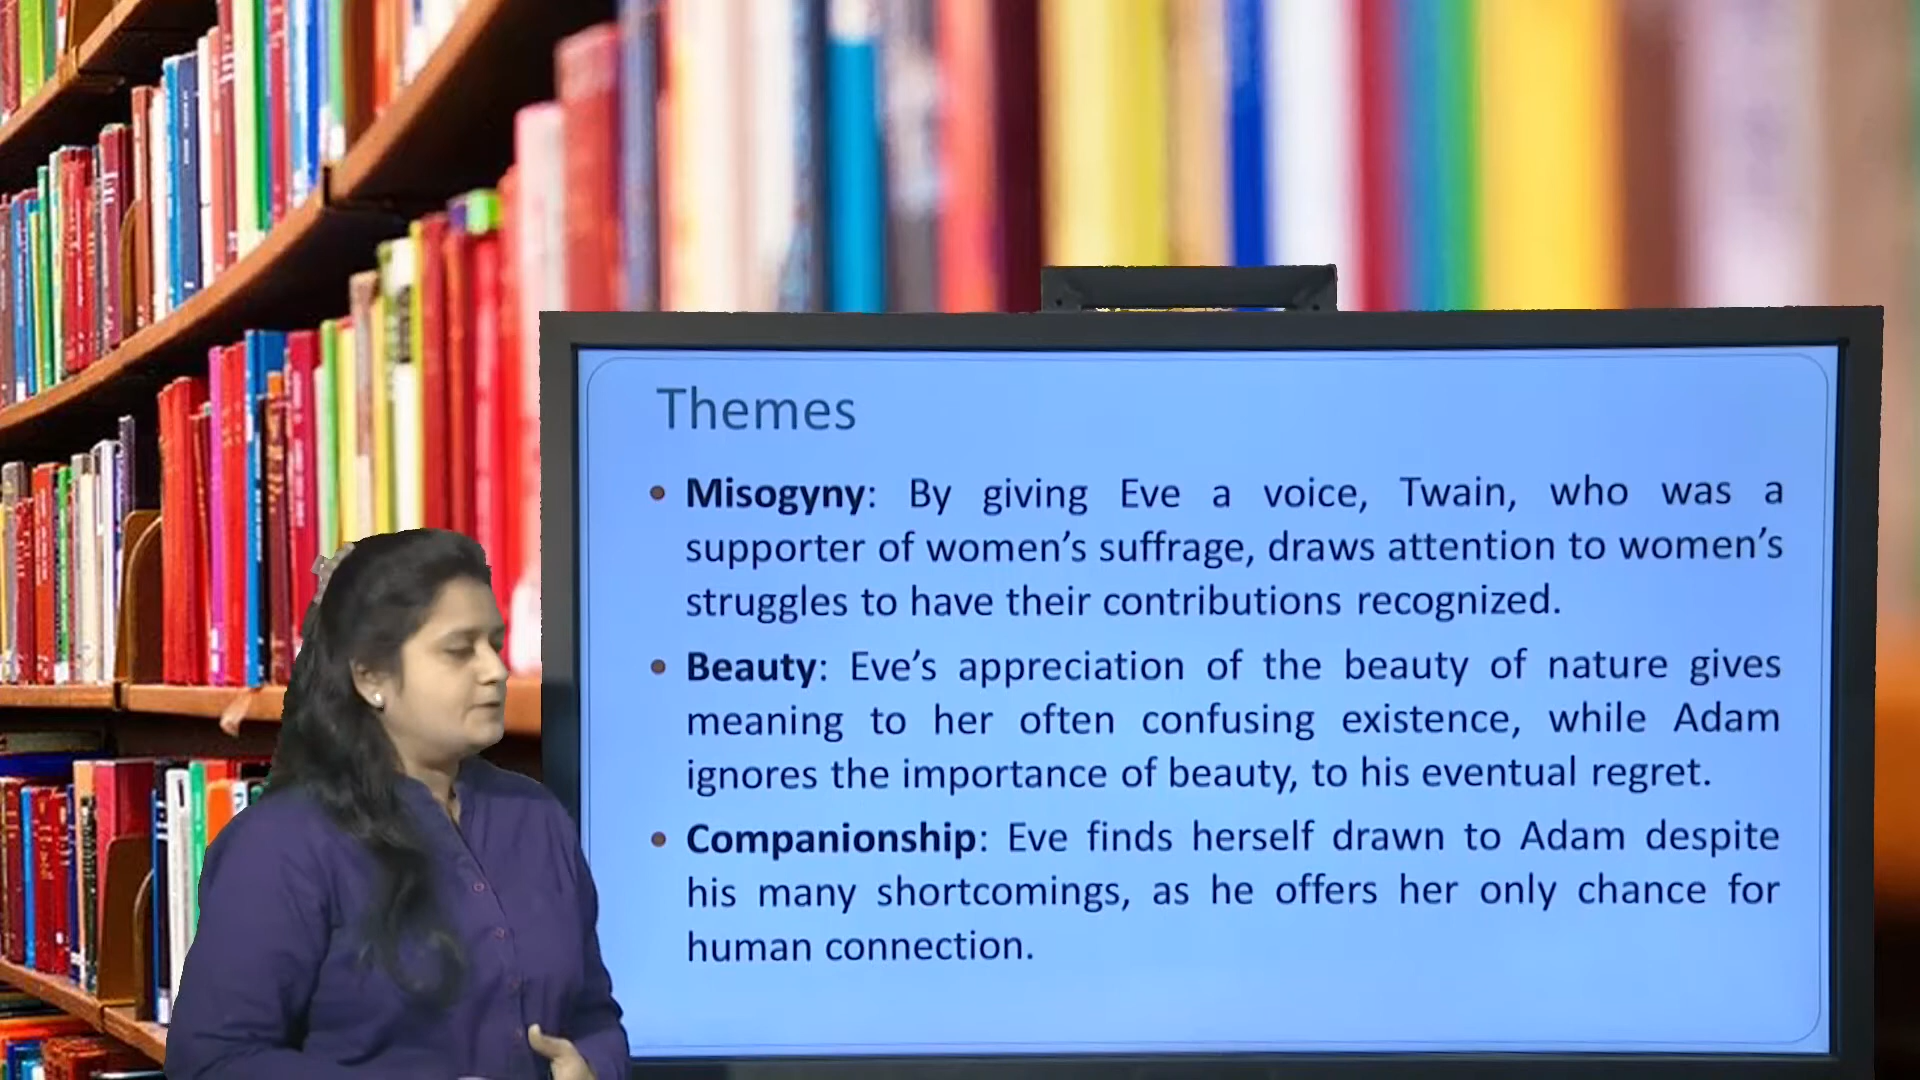 Themes
• Misogyny: By giving Eve a voice, Twain, who was a
supporter of women’s suffrage, draws attention to women’s
struggles to have their contributions recognized.
• Beauty: Eve’s appreciation of the beauty of nature gives
meaning to her often confusing existence, while Adam
ignores the importance of beauty, to his eventual regret.
• Companionship: Eve finds herself drawn to Adam despite
his many shortcomings, as he offers her only chance for
human connection.